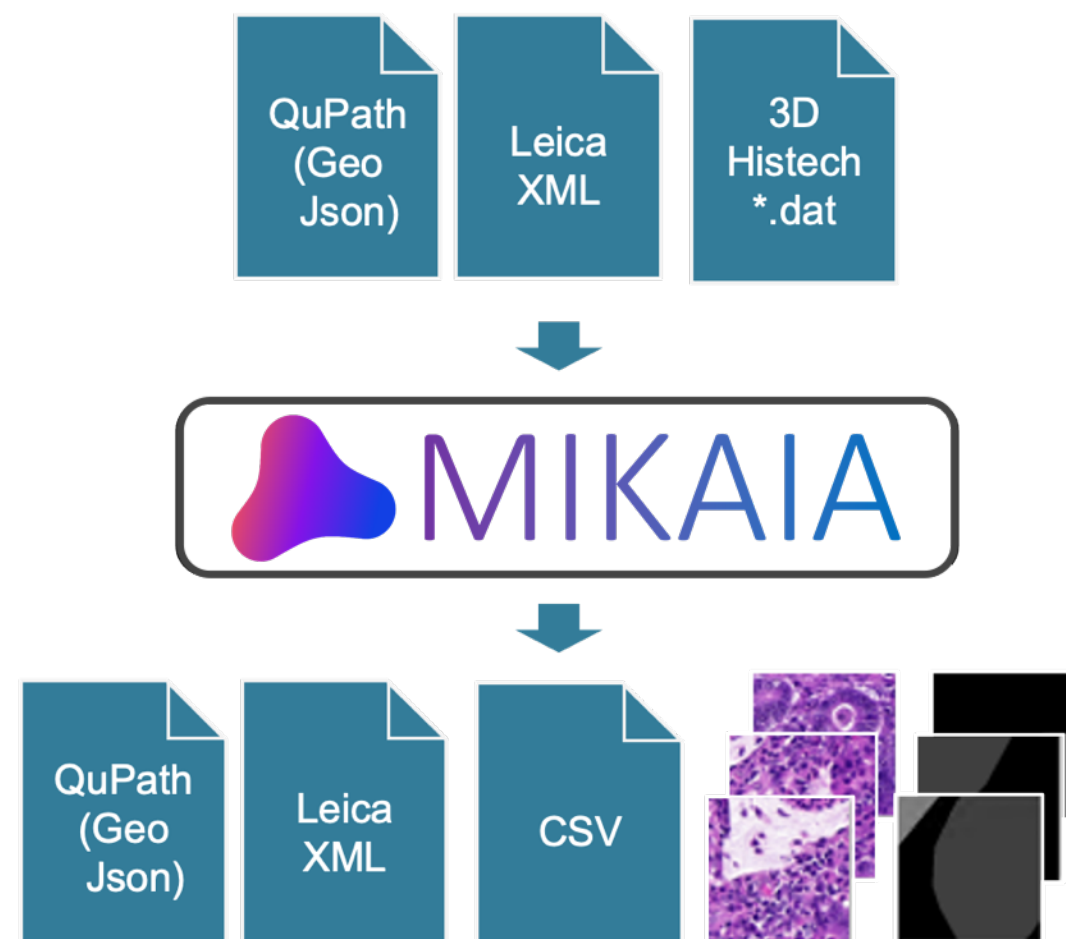 QuPath
(Geo
Json)
Leica
XML
3D
Histech
*.dat
MIKAIA
QuPath
(Geo
Json)
Leica
XML
CSV